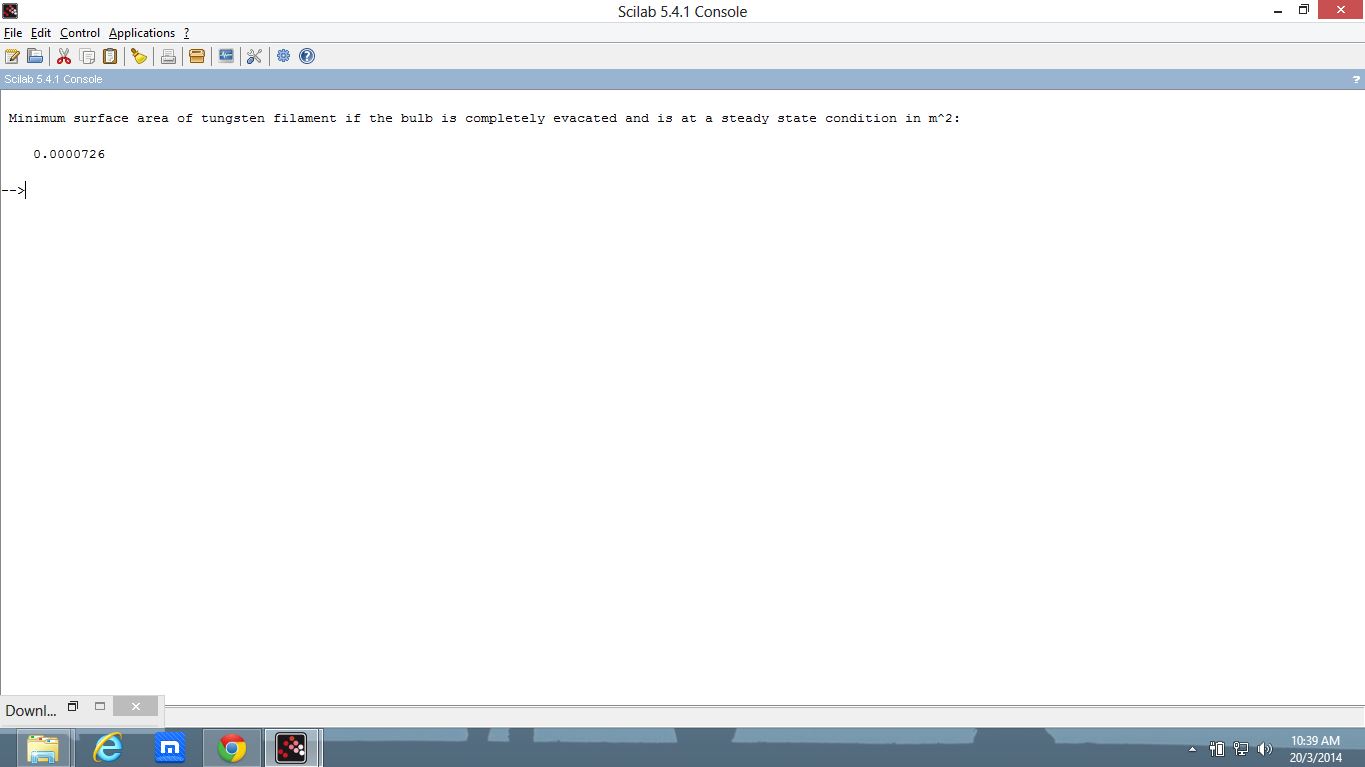 Scilab 5.4.1 Console
File Edit Control Applications ?
Scilab 5.4.1 Console ?
Minimum surface area of tungsten filament if the bulb is completely evacated and is at a steady state condition in m^2:
0.0000726
-->
Downl...
10:39 AM
20/3/2014